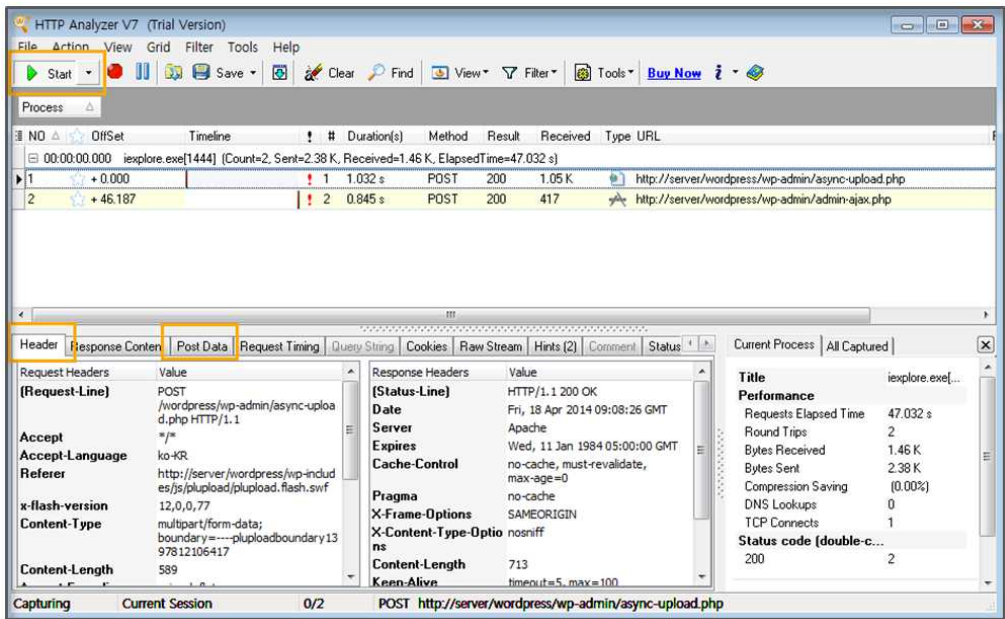 HTTP Analyzer V7 (Trial Version)
File Action View Grid Filter Tools Help
Start Save Clear Find View Filter Tools Buy Now i
Process
NO OffSet Timeline ! # Duration(s) Method Result Received Type URL
00:00:00.000 iexplore.exe[1444] (Count=2, Sent=2.38 K, Received=1.46 K, ElapsedTime=47.032 s)
1 + 0.000 ! 1 1.032 s POST 200 1.05 K http://server/wordpress/wp-admin/async-upload.php
2 + 46.187 ! 2 0.845 s POST 200 417 http://server/wordpress/wp-admin/admin-ajax.php
Header Response Conten Post Data Request Timing Query String Cookies Raw Stream Hints (2) Comment Status
Request Headers Value
(Request-Line) POST
/wordpress/wp-admin/async-uploa
d.php HTTP/1.1
Accept */*
Accept-Language ko-KR
Referer http://server/wordpress/wp-includ
es/js/plupload/plupload.flash.swf
x-flash-version 12,0,0,77
Content-Type multipart/form-data;
boundary=----pluploadboundary13
97812106417
Content-Length 589
Response Headers Value
(Status-Line) HTTP/1.1 200 OK
Date Fri, 18 Apr 2014 09:08:26 GMT
Server Apache
Expires Wed, 11 Jan 1984 05:00:00 GMT
Cache-Control no-cache, must-revalidate,
max-age=0
Pragma no-cache
X-Frame-Options SAMEORIGIN
X-Content-Type-Optio nosniff
ns
Content-Length 713
Keep-Alive timeout=5, max=100
Current Process All Captured
Title iexplore.exe[...
Performance
Requests Elapsed Time 47.032 s
Round Trips 2
Bytes Received 1.46 K
Bytes Sent 2.38 K
Compression Saving (0.00%)
DNS Lookups 0
TCP Connects 1
Status code (double-c...
200 2
Capturing Current Session 0/2 POST http://server/wordpress/wp-admin/async-upload.php